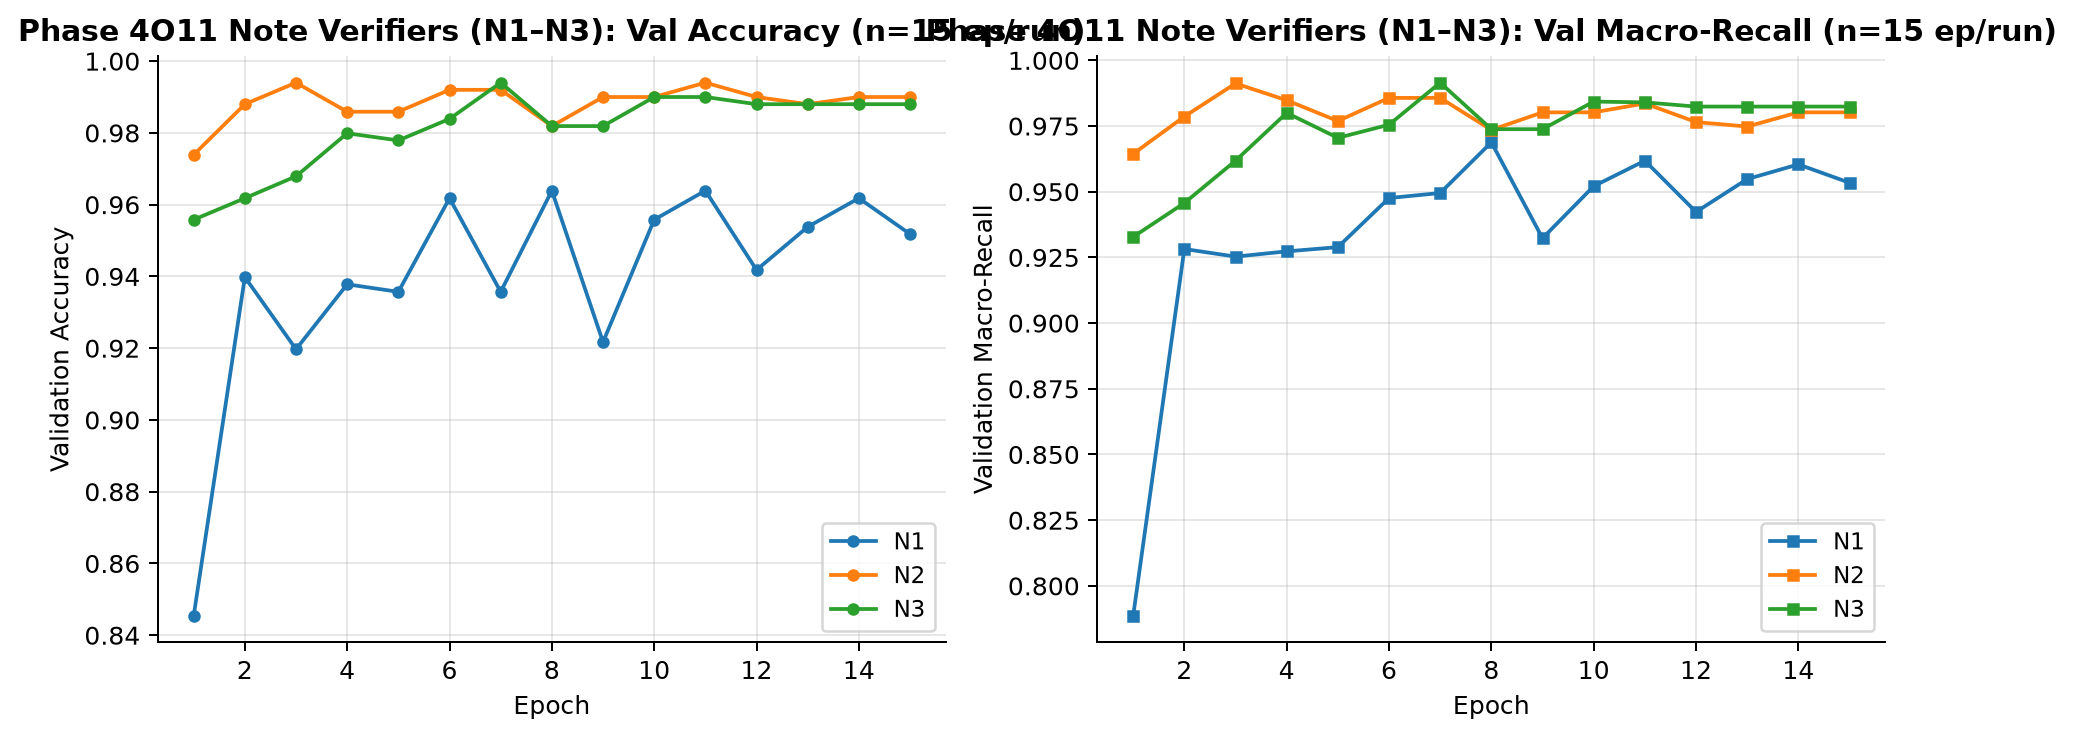 Phase 4O11 Note Verifiers (N1–N3): Val Accuracy (n=15 ep/run)
Phase 4O11 Note Verifiers (N1–N3): Val Macro-Recall (n=15 ep/run)
Validation Accuracy
1.00
0.98
0.96
0.94
0.92
0.90
0.88
0.86
0.84
2 4 6 8 10 12 14
Epoch
N1
N2
N3
Validation Macro-Recall
1.000
0.975
0.950
0.925
0.900
0.875
0.850
0.825
0.800
2 4 6 8 10 12 14
Epoch
N1
N2
N3